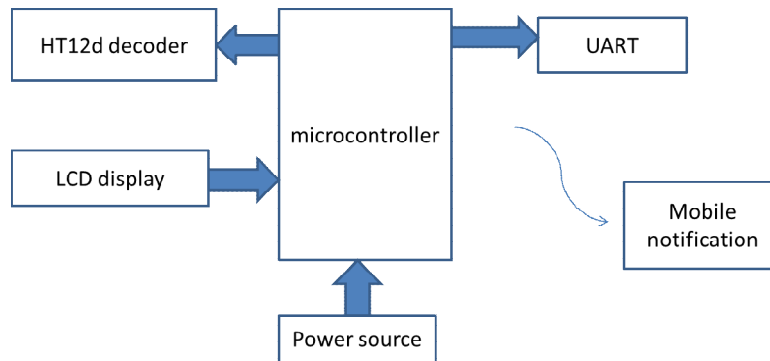 HT12d decoder
UART
microcontroller
LCD display
Mobile
notification
Power source